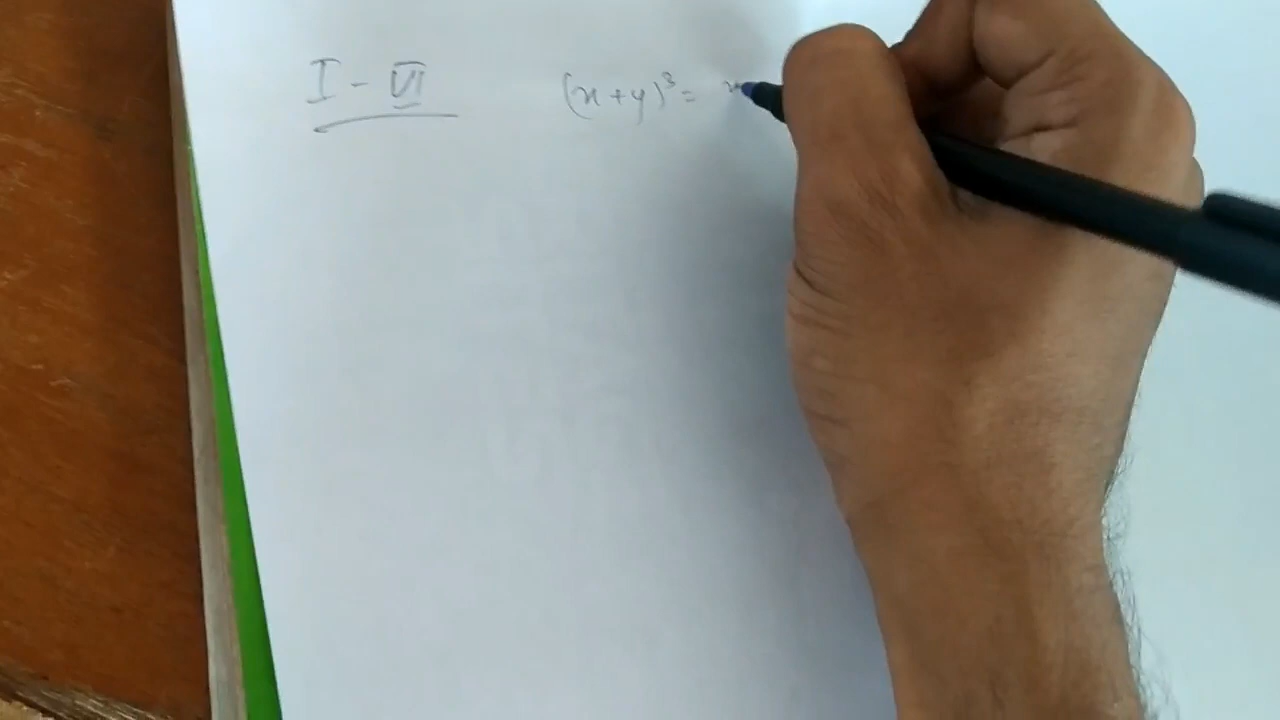 I - VI (x+y)³ = x